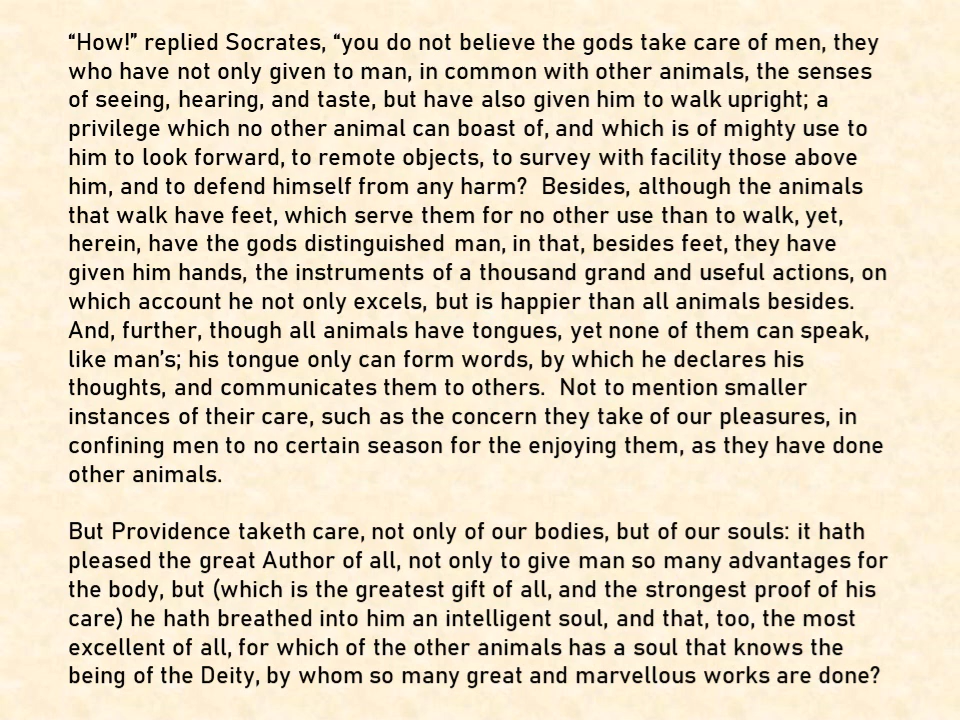 “How!” replied Socrates, “you do not believe the gods take care of men, they
who have not only given to man, in common with other animals, the senses
of seeing, hearing, and taste, but have also given him to walk upright; a
privilege which no other animal can boast of, and which is of mighty use to
him to look forward, to remote objects, to survey with facility those above
him, and to defend himself from any harm?  Besides, although the animals
that walk have feet, which serve them for no other use than to walk, yet,
herein, have the gods distinguished man, in that, besides feet, they have
given him hands, the instruments of a thousand grand and useful actions, on
which account he not only excels, but is happier than all animals besides.
And, further, though all animals have tongues, yet none of them can speak,
like man’s; his tongue only can form words, by which he declares his
thoughts, and communicates them to others.  Not to mention smaller
instances of their care, such as the concern they take of our pleasures, in
confining men to no certain season for the enjoying them, as they have done
other animals.

But Providence taketh care, not only of our bodies, but of our souls: it hath
pleased the great Author of all, not only to give man so many advantages for
the body, but (which is the greatest gift of all, and the strongest proof of his
care) he hath breathed into him an intelligent soul, and that, too, the most
excellent of all, for which of the other animals has a soul that knows the
being of the Deity, by whom so many great and marvellous works are done?